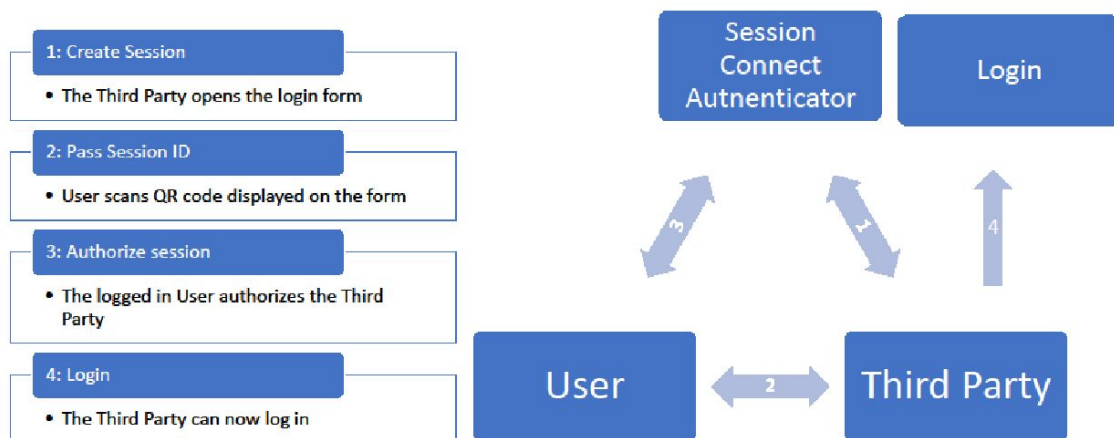 1: Create Session
• The Third Party opens the login form
2: Pass Session ID
• User scans QR code displayed on the form
3: Authorize session
• The logged in User authorizes the Third
Party
4: Login
• The Third Party can now log in
Session
Connect
Autnenticator
Login
3
1
4
User
2
Third Party